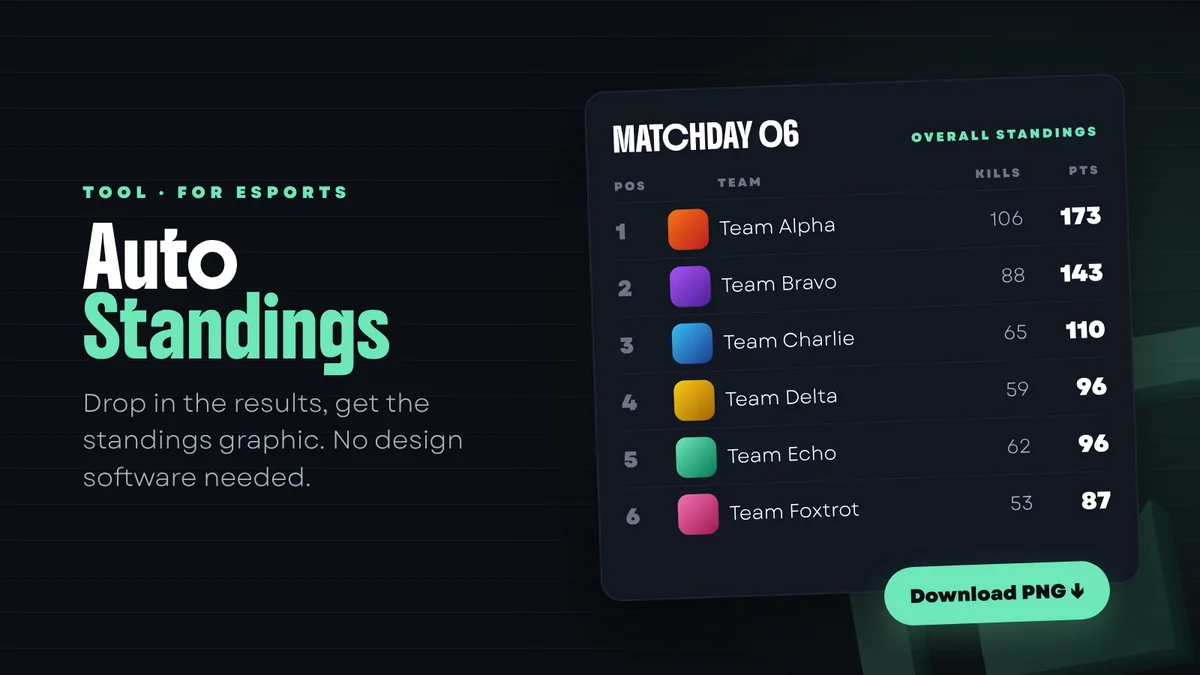 TOOL · FOR ESPORTS
Auto
Standings
Drop in the results, get the
standings graphic. No design
software needed.
MATCHDAY 06
OVERALL STANDINGS
POS TEAM KILLS PTS
1 Team Alpha 106 173
2 Team Bravo 88 143
3 Team Charlie 65 110
4 Team Delta 59 96
5 Team Echo 62 96
6 Team Foxtrot 53 87
Download PNG ↓